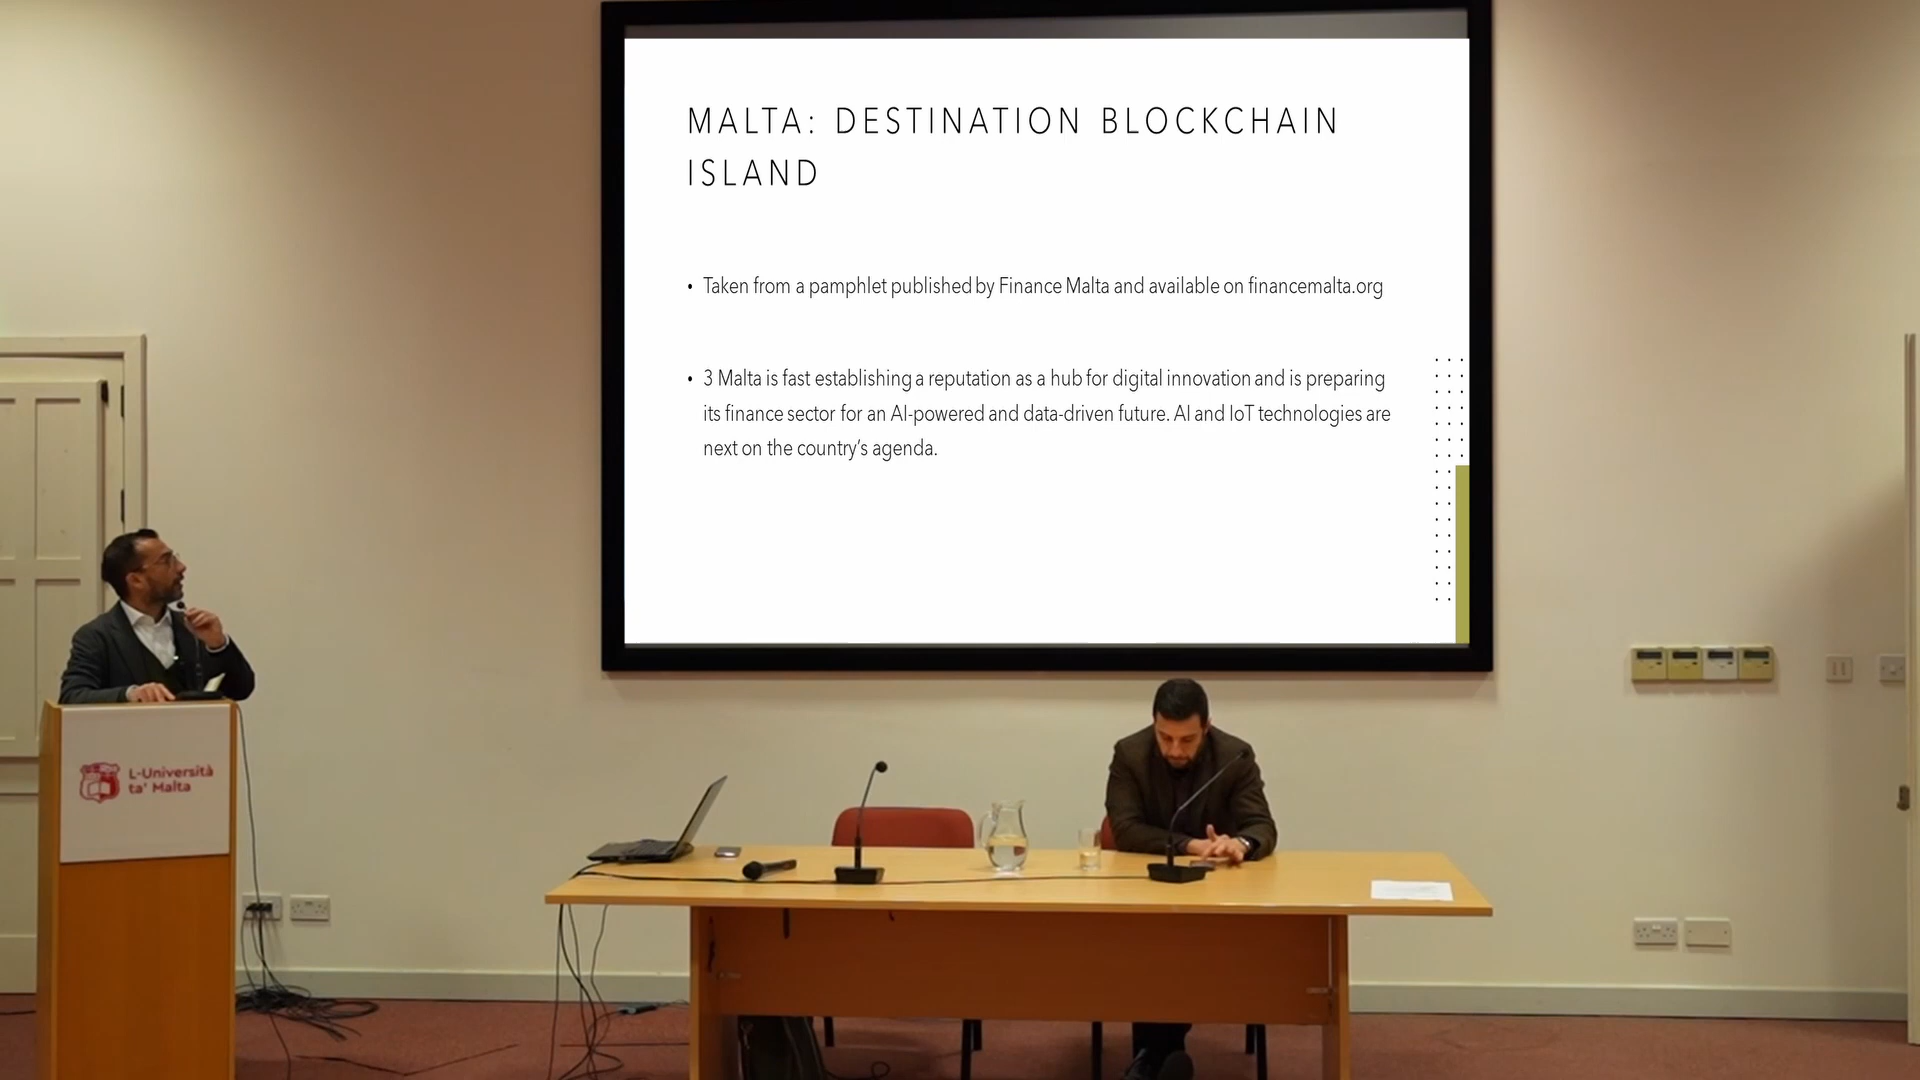 MALTA: DESTINATION BLOCKCHAIN
ISLAND
• Taken from a pamphlet published by Finance Malta and available on financemalta.org
• 3 Malta is fast establishing a reputation as a hub for digital innovation and is preparing
its finance sector for an AI-powered and data-driven future. AI and IoT technologies are
next on the country’s agenda.
L-Università
ta' Malta